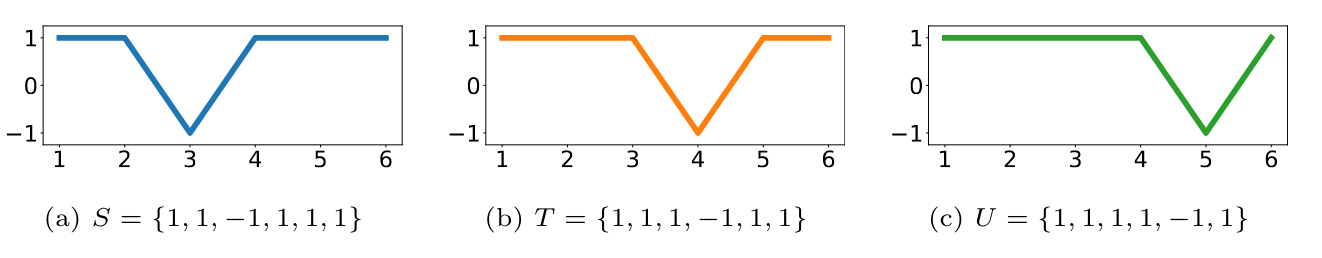 1
0
−1
1 2 3 4 5 6
(a) S = {1, 1, −1, 1, 1, 1}
1
0
−1
1 2 3 4 5 6
(b) T = {1, 1, 1, −1, 1, 1}
1
0
−1
1 2 3 4 5 6
(c) U = {1, 1, 1, 1, −1, 1}